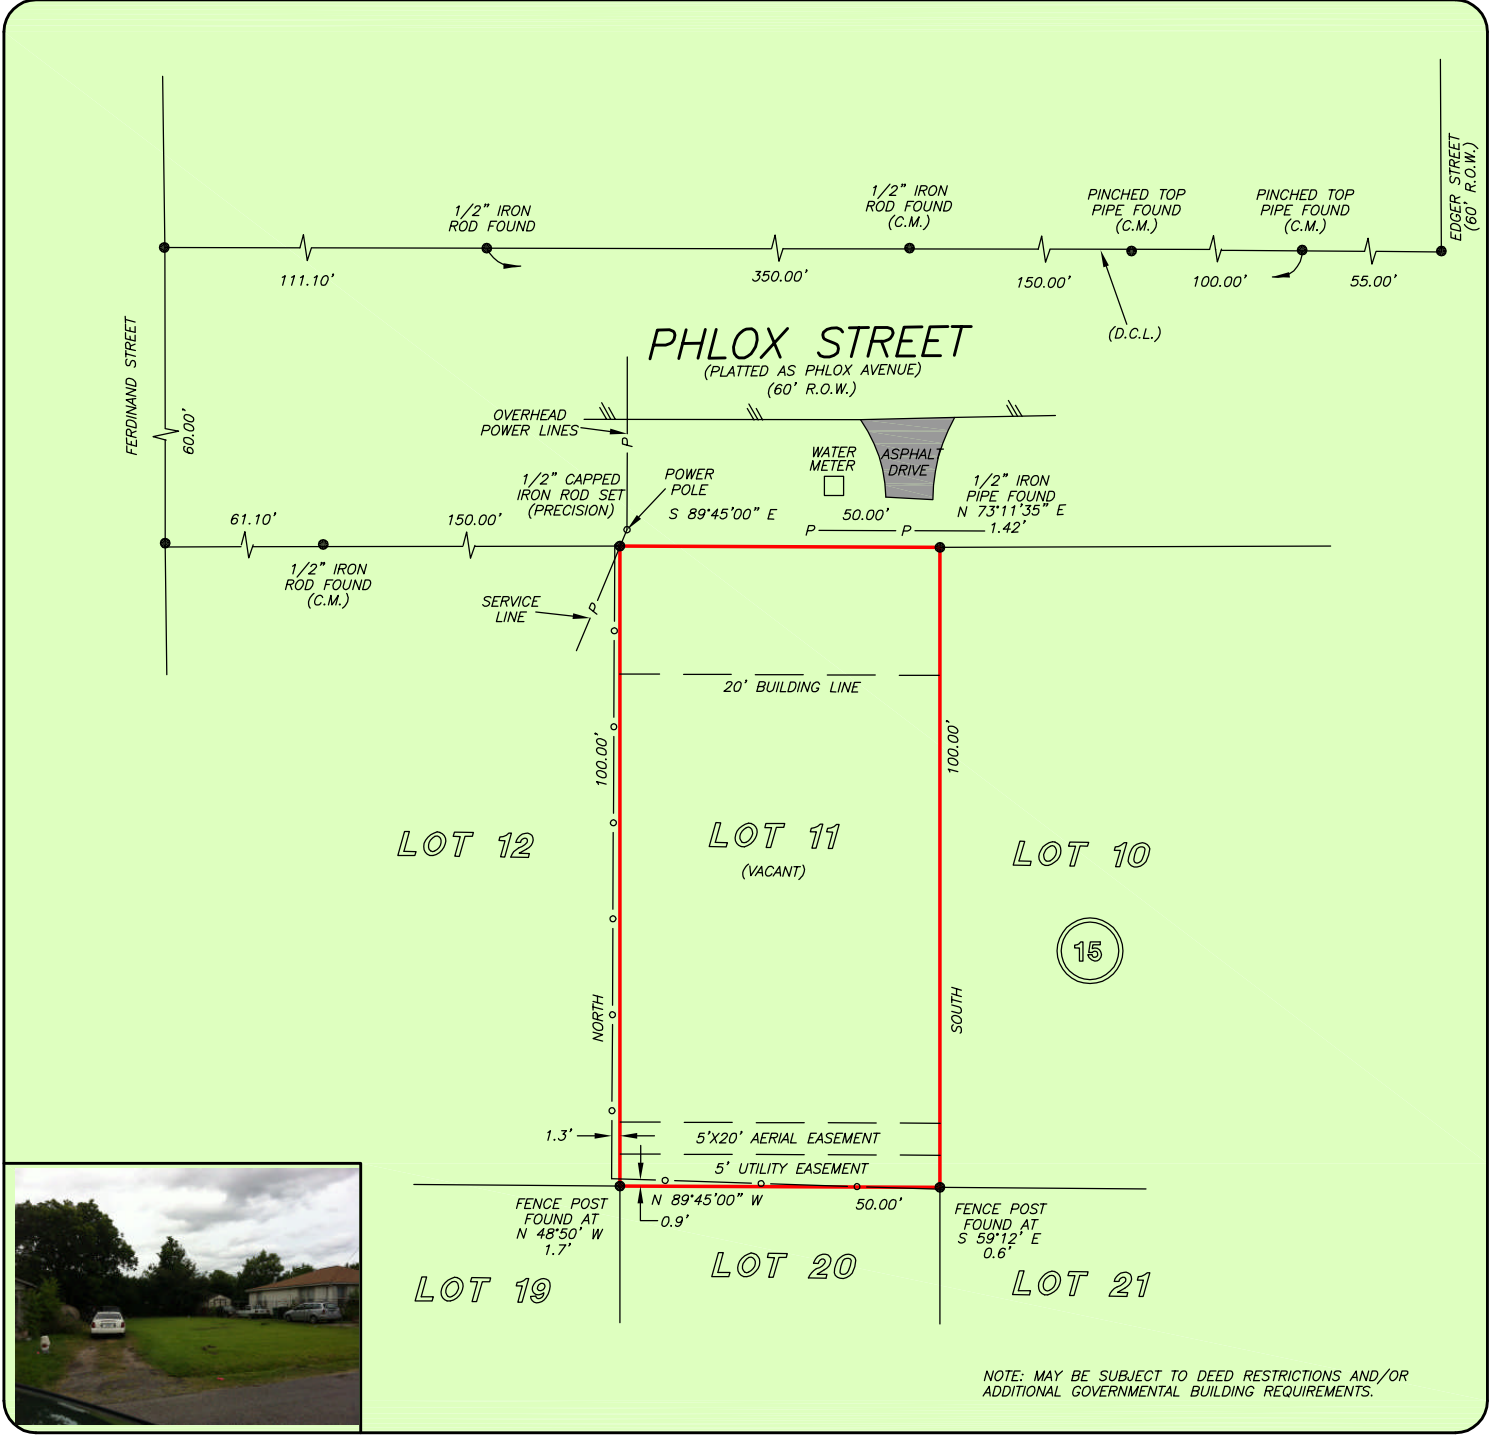 EDGER STREET
(60' R.O.W.)
1/2" IRON
ROD FOUND
1/2" IRON
ROD FOUND
(C.M.)
PINCHED TOP
PIPE FOUND
(C.M.)
PINCHED TOP
PIPE FOUND
(C.M.)
111.10'
350.00'
150.00'
100.00'
55.00'
(D.C.L.)
FERDINAND STREET
60.00'
PHLOX STREET
(PLATTED AS PHLOX AVENUE)
(60' R.O.W.)
OVERHEAD
POWER LINES
P
WATER
METER
ASPHALT
DRIVE
1/2" CAPPED
IRON ROD SET
(PRECISION)
POWER
POLE
1/2" IRON
PIPE FOUND
N 73°11'35" E
1.42'
61.10'
150.00'
S 89°45'00" E
50.00'
P
P
1/2" IRON
ROD FOUND
(C.M.)
SERVICE
LINE
P
20' BUILDING LINE
100.00'
100.00'
LOT 12
LOT 11
(VACANT)
LOT 10
15
NORTH
SOUTH
1.3'
5'X20' AERIAL EASEMENT
5' UTILITY EASEMENT
N 89°45'00" W
50.00'
0.9'
FENCE POST
FOUND AT
N 48°50' W
1.7'
FENCE POST
FOUND AT
S 59°12' E
0.6'
LOT 19
LOT 20
LOT 21
NOTE: MAY BE SUBJECT TO DEED RESTRICTIONS AND/OR
ADDITIONAL GOVERNMENTAL BUILDING REQUIREMENTS.